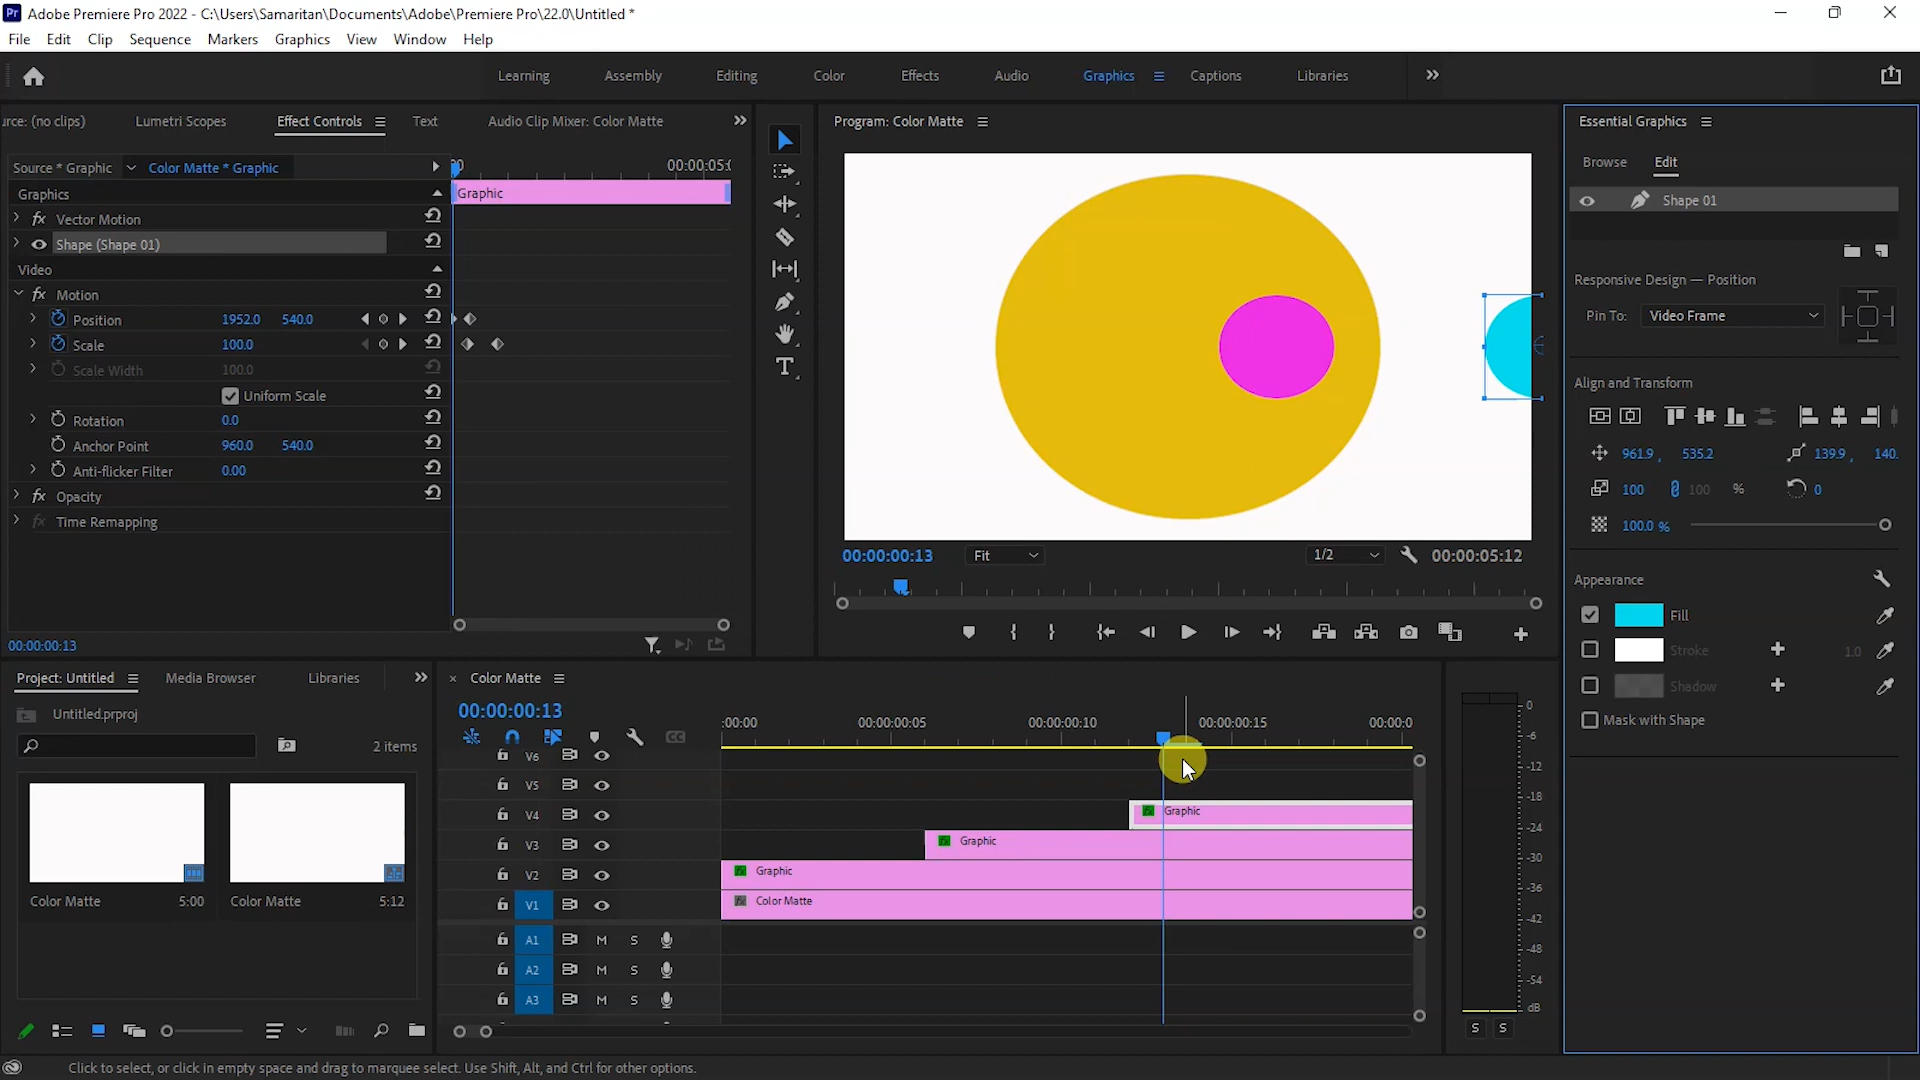 Adobe Premiere Pro 2022 - C:\Users\Samaritan\Documents\Adobe\Premiere Pro\22.0\Untitled *
File Edit Clip Sequence Markers Graphics View Window Help
Learning Assembly Editing Color Effects Audio Graphics Captions Libraries
urce: (no clips) Lumetri Scopes Effect Controls Text Audio Clip Mixer: Color Matte
Source * Graphic Color Matte * Graphic 00:00:05:0
Graphics Graphic
Vector Motion
Shape (Shape 01)
Video
Motion
Position 1952.0 540.0
Scale 100.0
Scale Width 100.0
Uniform Scale
Rotation 0.0
Anchor Point 960.0 540.0
Anti-flicker Filter 0.00
Opacity
Time Remapping
00:00:00:13
Program: Color Matte
00:00:00:13 Fit 1/2 00:00:05:12
Essential Graphics
Browse Edit
Shape 01
Responsive Design — Position
Pin To: Video Frame
Align and Transform
961.9 , 535.2 139.9 , 140.
100 100 % 0
100.0 %
Appearance
Fill
Stroke 1.0
Shadow
Mask with Shape
Project: Untitled Media Browser Libraries
Untitled.prproj
2 items
Color Matte 5:00 Color Matte 5:12
Color Matte
00:00:00:13
:00:00 00:00:00:05 00:00:00:10 00:00:00:15 00:00:0
V6
V5
V4 Graphic
V3 Graphic
V2 Graphic
V1 Color Matte
A1 M S
A2 M S
A3 M S
0
-6
-12
-18
-24
-30
-36
-42
-48
-54
dB
S S
Click to select, or click in empty space and drag to marquee select. Use Shift, Alt, and Ctrl for other options.